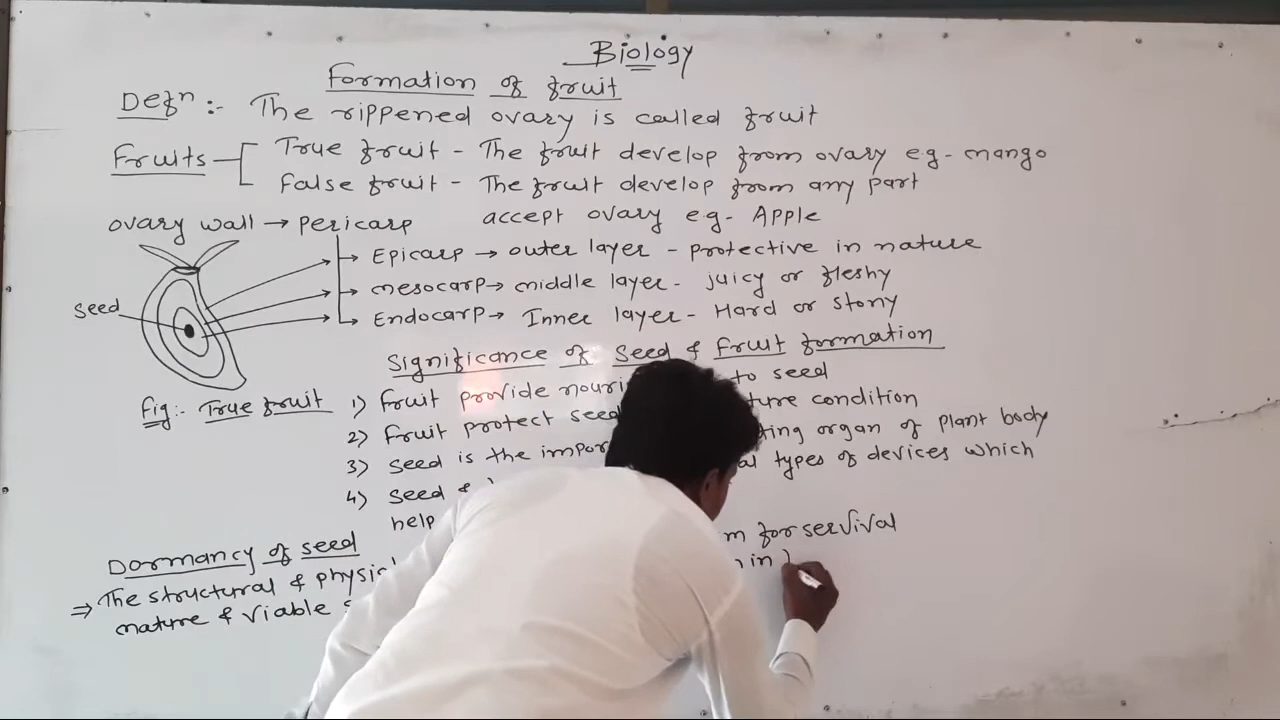 Biology
Formation of fruit
Defn :- The rippened ovary is called fruit
Fruits
True fruit - The fruit develop from ovary e.g- mango
False fruit - The fruit develop from any part
accept ovary e.g- Apple
ovary wall → Pericarp
Epicarp → outer layer - protective in nature
mesocarp → middle layer - juicy or fleshy
Endocarp → Inner layer - Hard or stony
seed
Fig:- True fruit
Significance of seed & fruit formation
1) fruit provide to seed
2) fruit protect seed condition
3) seed is the organ of plant body
4) seed & types of devices which
help for servival
Dormancy of seed
⇒ The structural & in
mature & viable